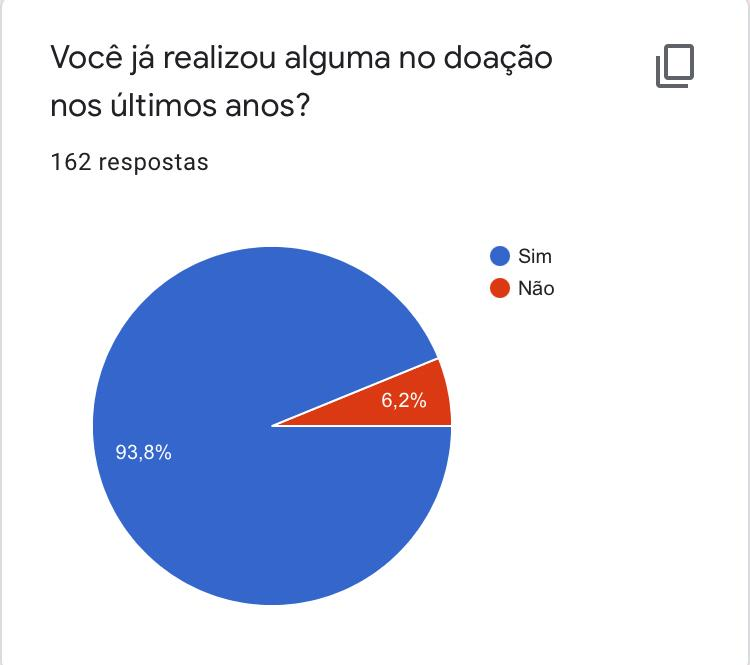 Você já realizou alguma no doação
nos últimos anos?
162 respostas
Sim
Não
6,2%
93,8%